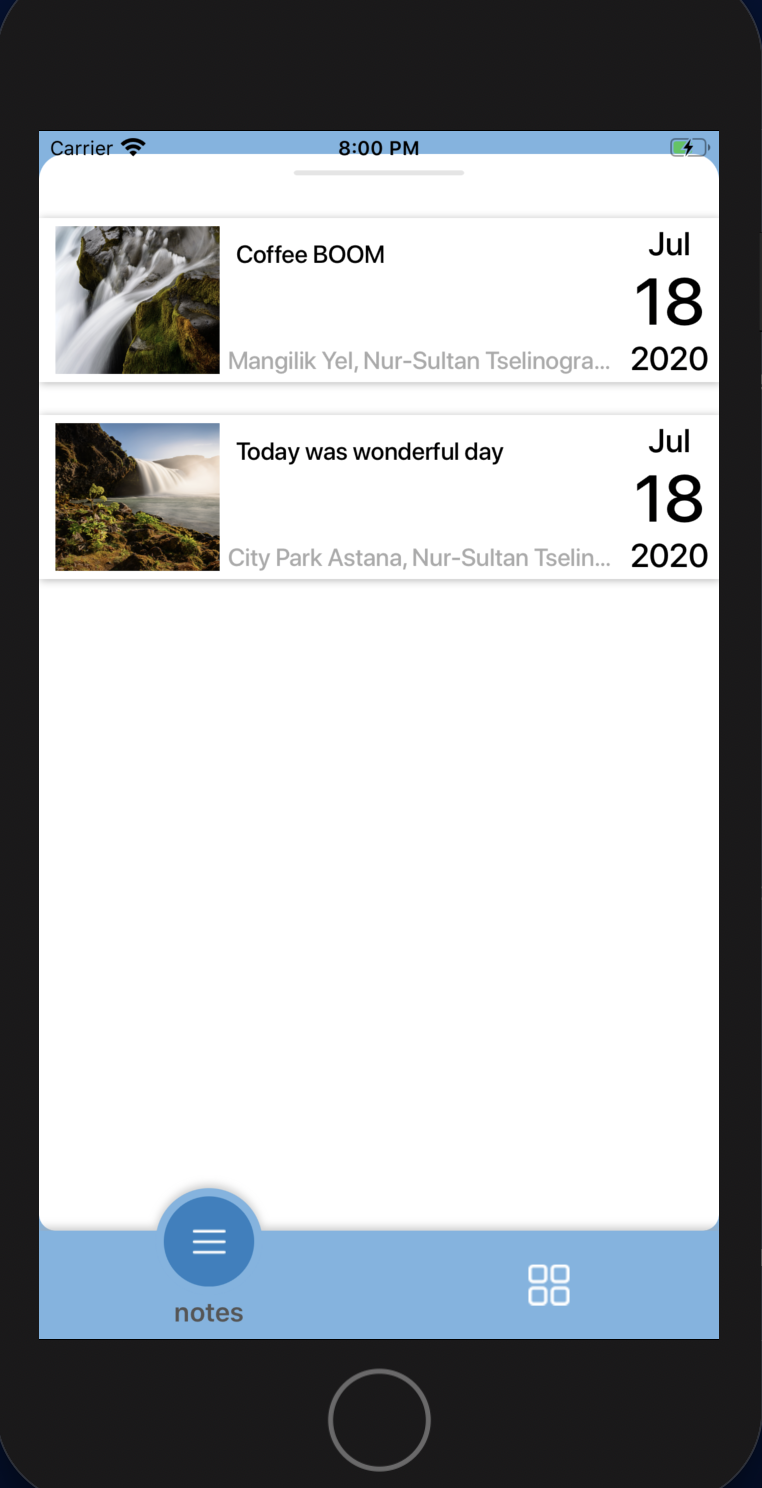 Carrier 8:00 PM
Coffee BOOM
Mangilik Yel, Nur-Sultan Tselinogra...
Jul
18
2020
Today was wonderful day
City Park Astana, Nur-Sultan Tselin...
Jul
18
2020
notes